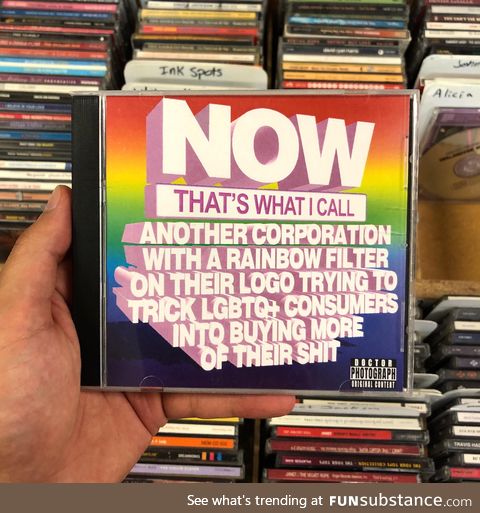 Ink Spots
Alicia
NOW
THAT'S WHAT I CALL
ANOTHER CORPORATION
WITH A RAINBOW FILTER
ON THEIR LOGO TRYING TO
TRICK LGBTQ+ CONSUMERS
INTO BUYING MORE
OF THEIR SHIT
DOCTOR
PHOTOGRAPH
ORIGINAL CONTENT
See what's trending at FUNsubstance.com